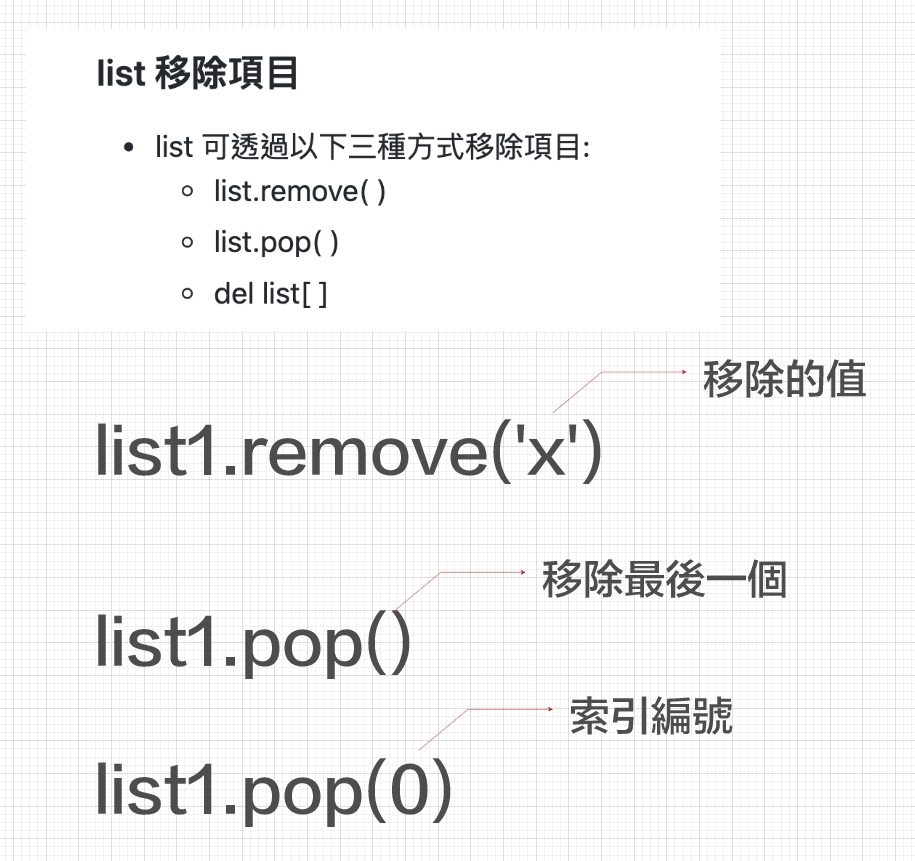 list 移除項目
• list 可透過以下三種方式移除項目:
○ list.remove( )
○ list.pop( )
○ del list[ ]
移除的值
list1.remove('x')
移除最後一個
list1.pop()
索引編號
list1.pop(0)